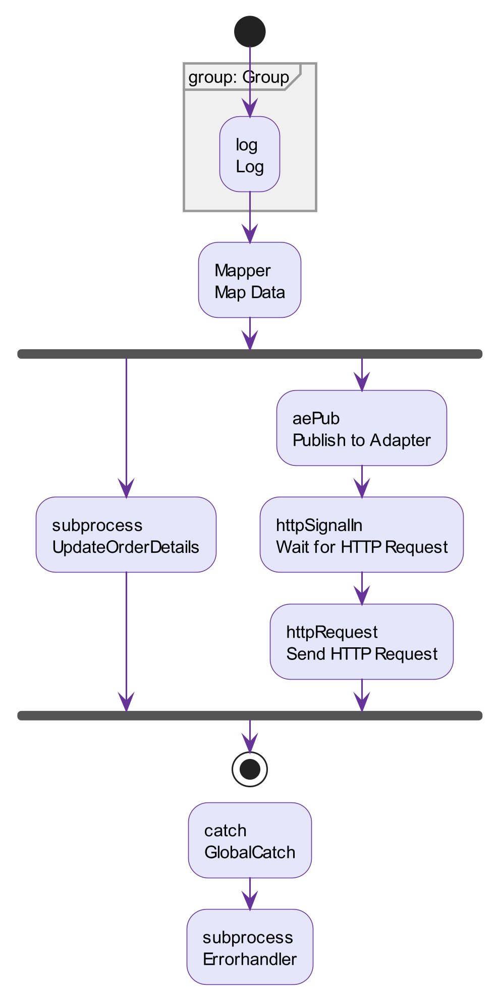 group: Group
log
Log
Mapper
Map Data
aePub
Publish to Adapter
subprocess
UpdateOrderDetails
httpSignalIn
Wait for HTTP Request
httpRequest
Send HTTP Request
catch
GlobalCatch
subprocess
Errorhandler